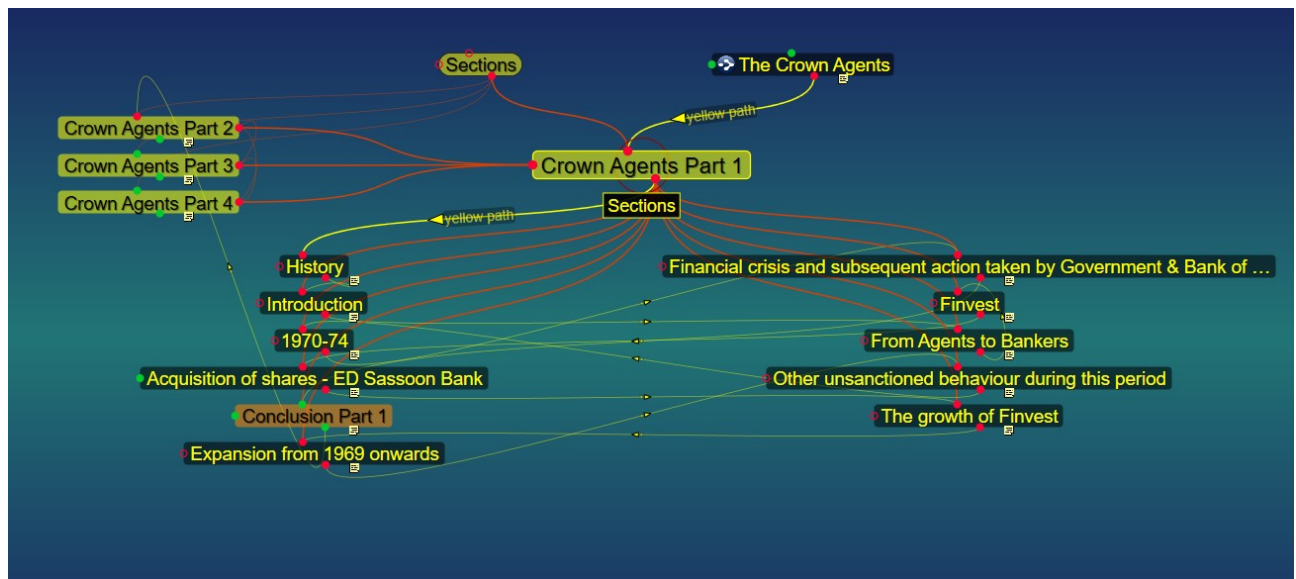 Sections
The Crown Agents
yellow path
Crown Agents Part 2
Crown Agents Part 3
Crown Agents Part 4
Crown Agents Part 1
Sections
yellow path
History
Financial crisis and subsequent action taken by Government & Bank of ...
Introduction
Finvest
1970-74
From Agents to Bankers
Acquisition of shares - ED Sassoon Bank
Other unsanctioned behaviour during this period
Conclusion Part 1
The growth of Finvest
Expansion from 1969 onwards